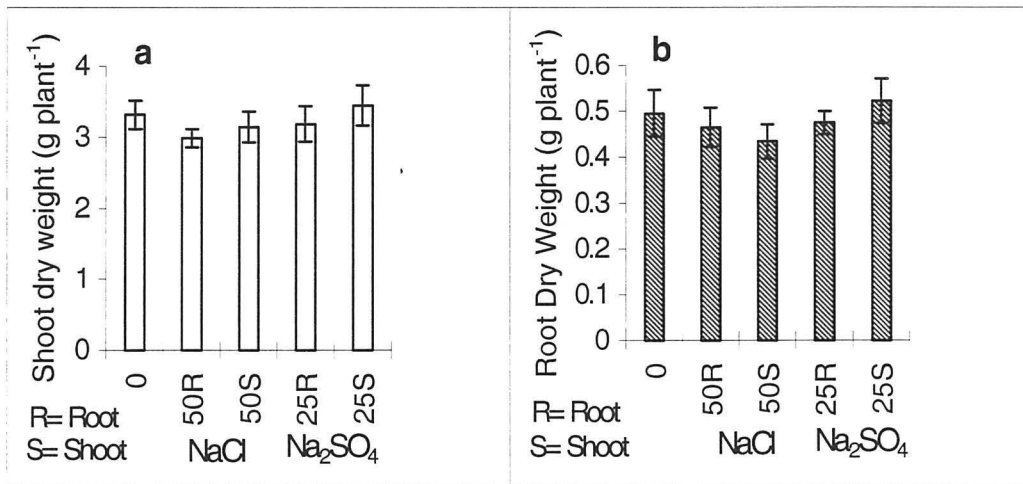 a
Shoot dry weight (g plant⁻¹)
4
3
2
1
0
0
50R
50S
25R
25S
R= Root
S= Shoot
NaCl
Na₂SO₄
b
Root Dry Weight (g plant⁻¹)
0.6
0.5
0.4
0.3
0.2
0.1
0
0
50R
50S
25R
25S
R= Root
S= Shoot
NaCl
Na₂SO₄